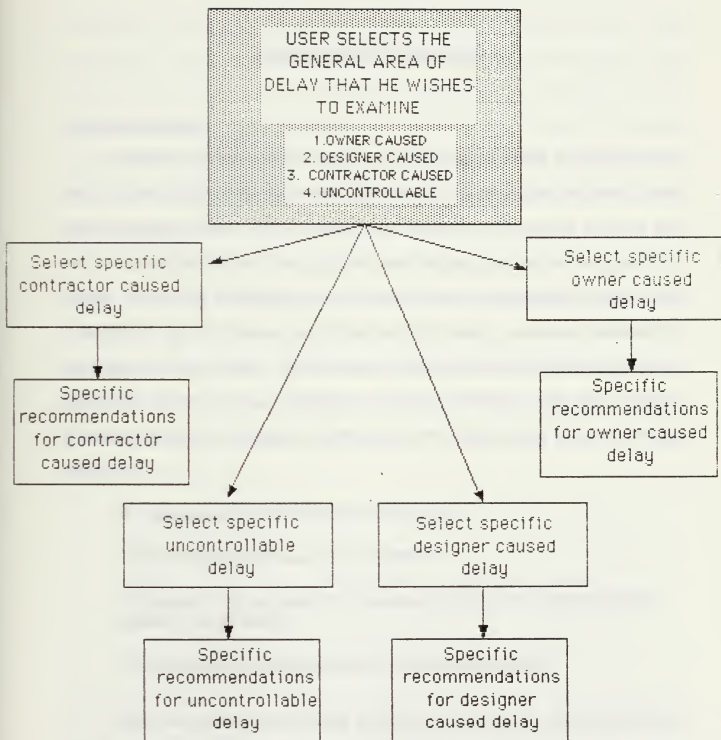 USER SELECTS THE
GENERAL AREA OF
DELAY THAT HE WISHES
TO EXAMINE
1.OWNER CAUSED
2. DESIGNER CAUSED
3. CONTRACTOR CAUSED
4. UNCONTROLLABLE
Select specific
contractor caused
delay
Select specific
owner caused
delay
Specific
recommendations
for contractor
caused delay
Specific
recommendations
for owner caused
delay
Select specific
uncontrollable
delay
Select specific
designer caused
delay
Specific
recommendations
for uncontrollable
delay
Specific
recommendations
for designer
caused delay